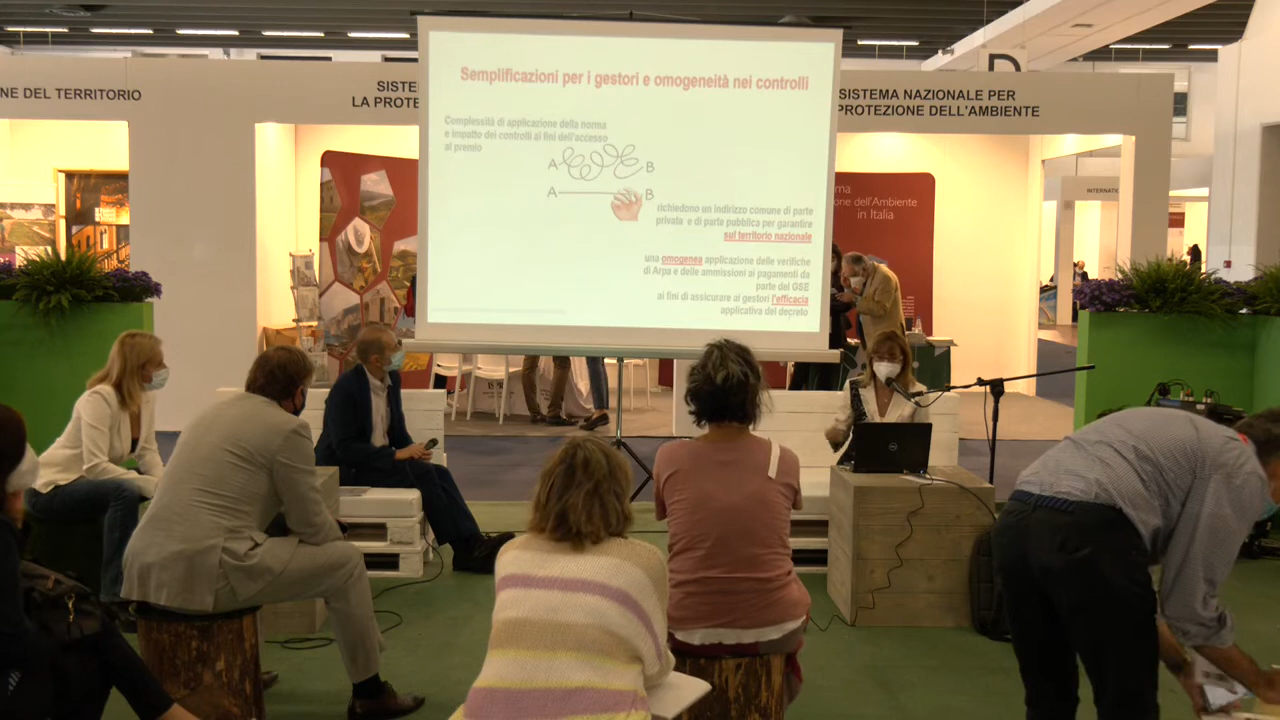 NE DEL TERRITORIO
SISTE
LA PROTE
SISTEMA NAZIONALE PER
PROTEZIONE DELL'AMBIENTE
D
INTERNATION
Semplificazioni per i gestori e omogeneità nei controlli
Complessità di applicazione della norma
e impatto dei controlli ai fini dell'accesso
al premio
A B
A B
richiedono un indirizzo comune di parte
privata e di parte pubblica per garantire
sul territorio nazionale
una omogenea applicazione delle verifiche
di Arpa e delle ammissioni ai pagamenti da
parte del GSE
ai fini di assicurare ai gestori l'efficacia
applicativa del decreto
ma
ione dell'Ambiente
in Italia
DELL